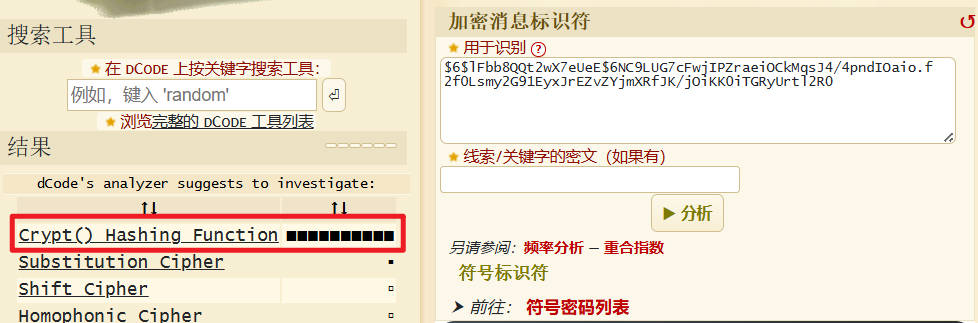 搜索工具
★ 在 DCODE 上按关键字搜索工具：
例如，键入 'random'
★ 浏览完整的 DCODE 工具列表
结果
dCode's analyzer suggests to investigate:
↑↓ ↑↓
Crypt() Hashing Function ■■■■■■■■■■
Substitution Cipher ▪
Shift Cipher ▫
Homophonic Cipher
加密消息标识符
★ 用于识别 ?
$6$lFbb8QQt2wX7eUeE$6NC9LUG7cFwjIPZraeiOCkMgsJ4/4pndIOaio.f
2fOLsmy2G91EyxJrEZvZYjmXRfJK/jOiKKOiTGRyUrtl2RO
★ 线索/关键字的密文（如果有）
▶ 分析
另请参阅：频率分析 — 重合指数
符号标识符
➤ 前往： 符号密码列表